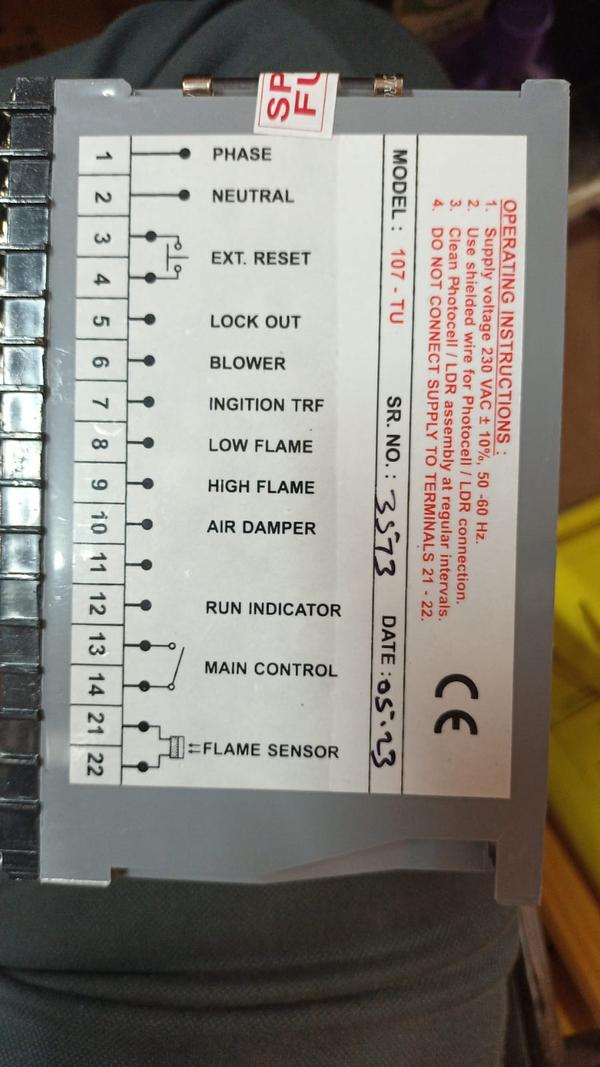 SP
FU
1 PHASE
2 NEUTRAL
3
EXT. RESET
4
5 LOCK OUT
6 BLOWER
7 INGITION TRF
8 LOW FLAME
9 HIGH FLAME
10 AIR DAMPER
11
12 RUN INDICATOR
13
MAIN CONTROL
14
21
FLAME SENSOR
22
MODEL : 107 - TU SR. NO. : 3573 DATE : 05.23
OPERATING INSTRUCTIONS :
1. Supply voltage 230 VAC ± 10%, 50 -60 Hz.
2. Use shielded wire for Photocell / LDR connection.
3. Clean Photocell / LDR assembly at regular intervals.
4. DO NOT CONNECT SUPPLY TO TERMINALS 21 - 22.
CE